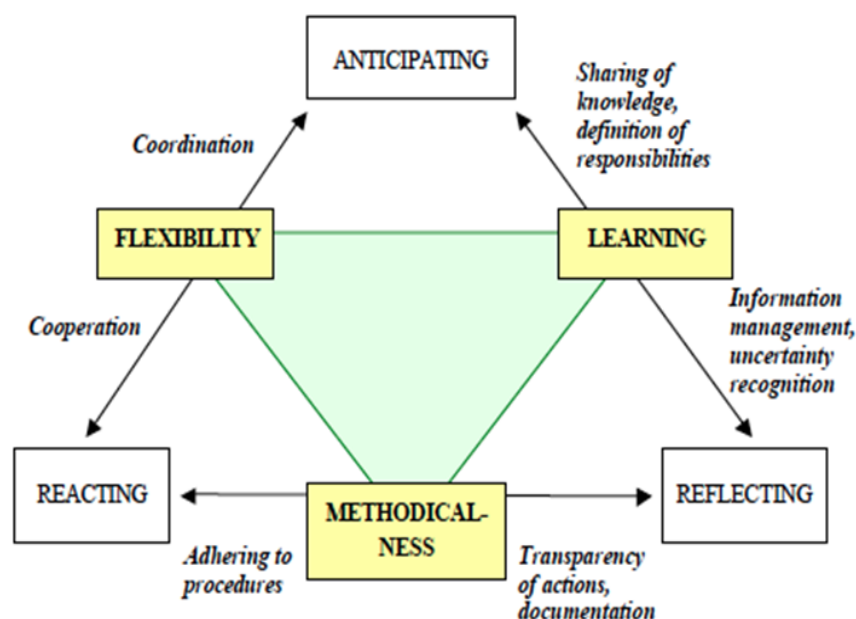 ANTICIPATING
Sharing of
knowledge,
definition of
responsibilities
Coordination
FLEXIBILITY
LEARNING
Cooperation
Information
management,
uncertainty
recognition
REACTING
METHODICAL-
NESS
REFLECTING
Adhering to
procedures
Transparency
of actions,
documentation